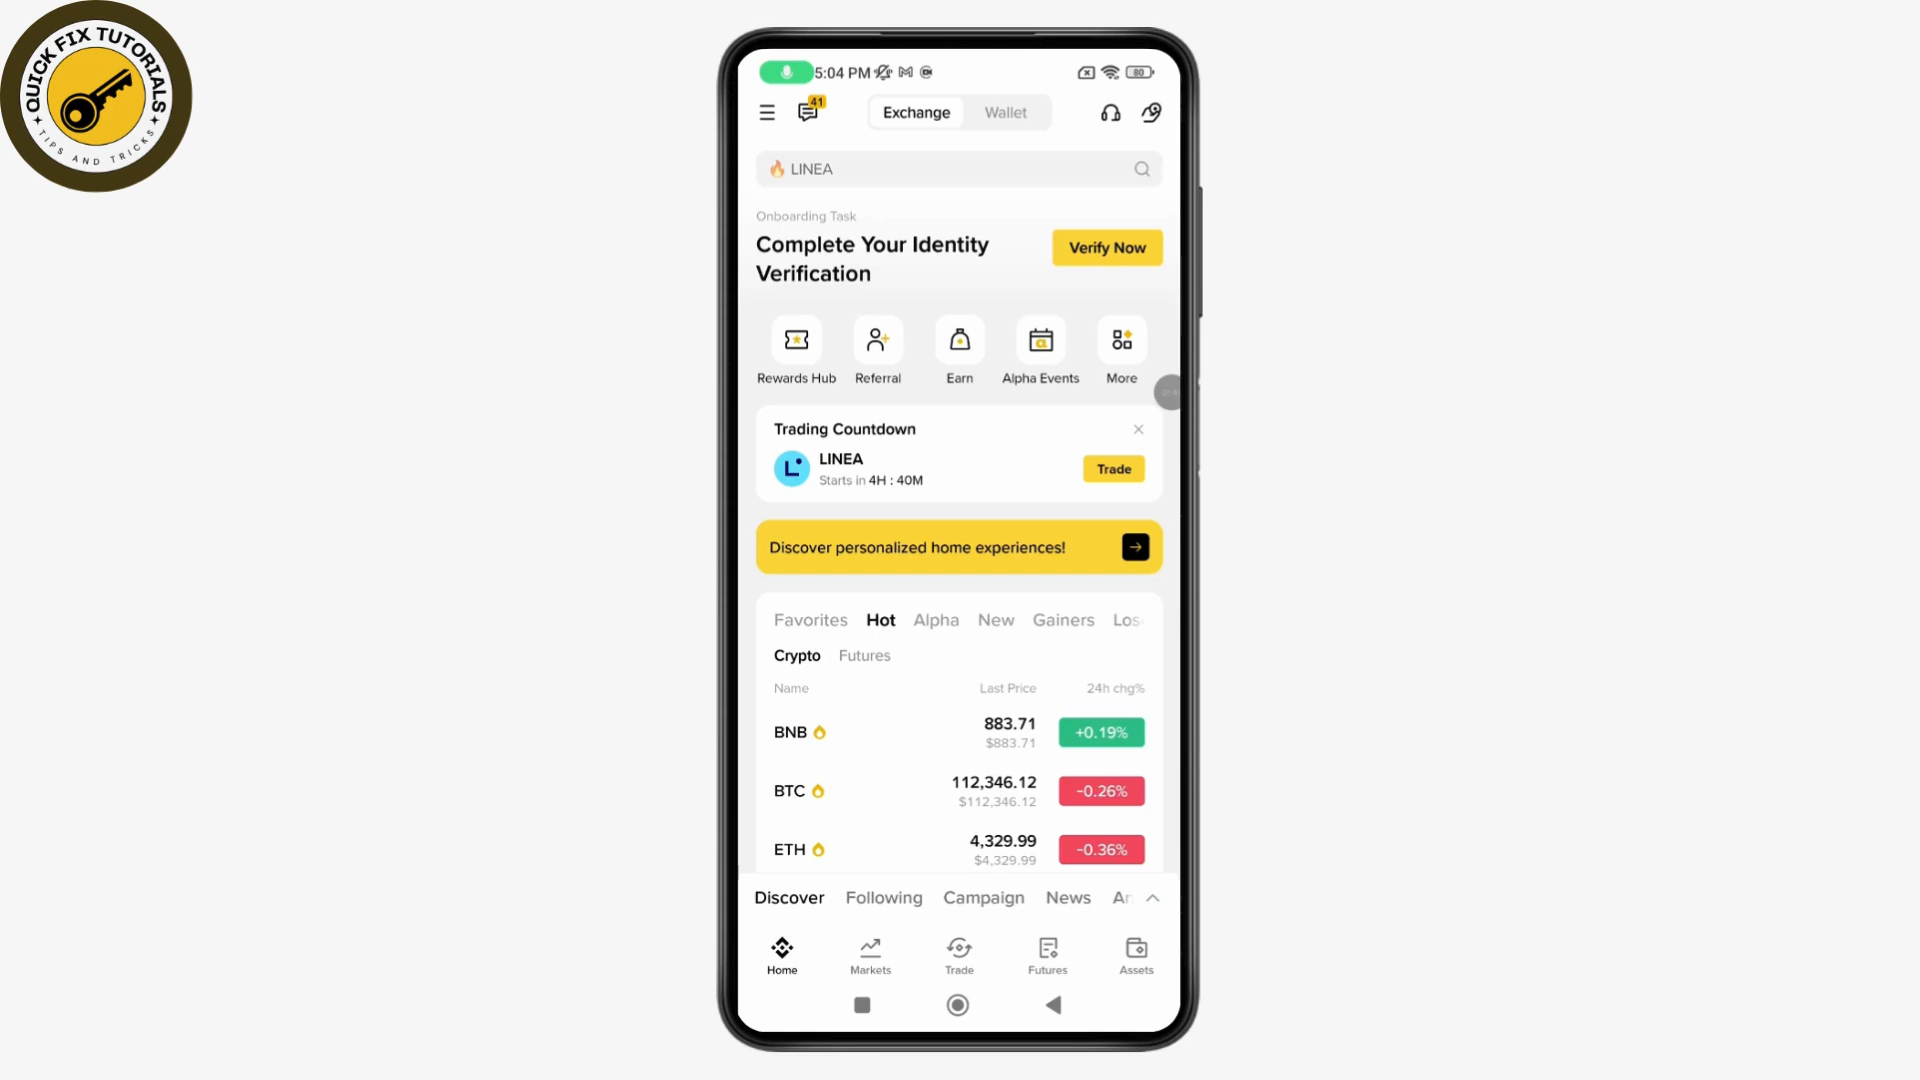 QUICK FIX TUTORIALS
TIPS AND TRICKS
5:04 PM
80
41
Exchange
Wallet
LINEA
Onboarding Task
Complete Your Identity
Verification
Verify Now
Rewards Hub
Referral
Earn
Alpha Events
More
Trading Countdown
LINEA
Starts in 4H : 40M
Trade
Discover personalized home experiences!
Favorites
Hot
Alpha
New
Gainers
Los
Crypto
Futures
Name
Last Price
24h chg%
BNB
883.71
$883.71
+0.19%
BTC
112,346.12
$112,346.12
-0.26%
ETH
4,329.99
$4,329.99
-0.36%
Discover
Following
Campaign
News
An
Home
Markets
Trade
Futures
Assets